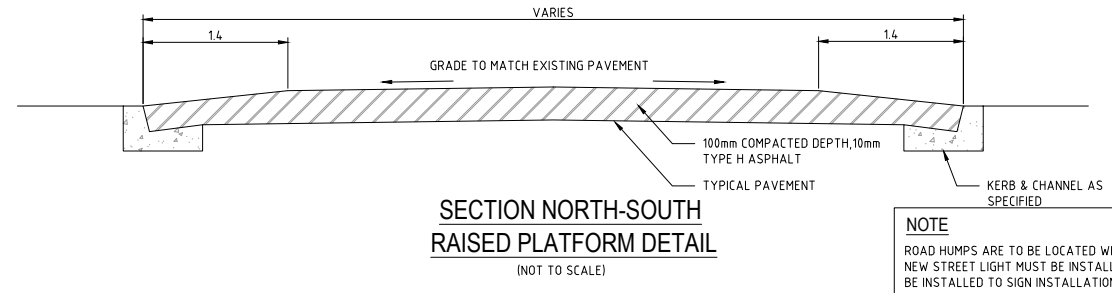 VARIES
1.4
1.4
GRADE TO MATCH EXISTING PAVEMENT
100mm COMPACTED DEPTH,10mm
TYPE H ASPHALT
TYPICAL PAVEMENT
KERB & CHANNEL AS
SPECIFIED
SECTION NORTH-SOUTH
RAISED PLATFORM DETAIL
(NOT TO SCALE)
NOTE
ROAD HUMPS ARE TO BE LOCATED
NEW STREET LIGHT MUST BE
BE INSTALLED TO SIGN INSTALLATION